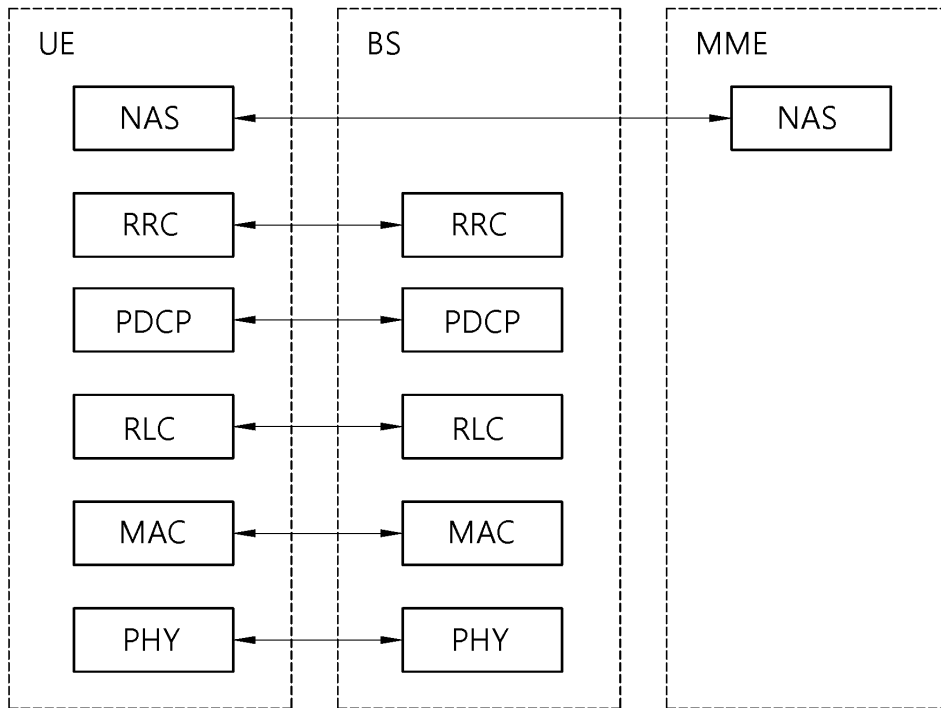 UE BS MME
NAS NAS
RRC RRC
PDCP PDCP
RLC RLC
MAC MAC
PHY PHY